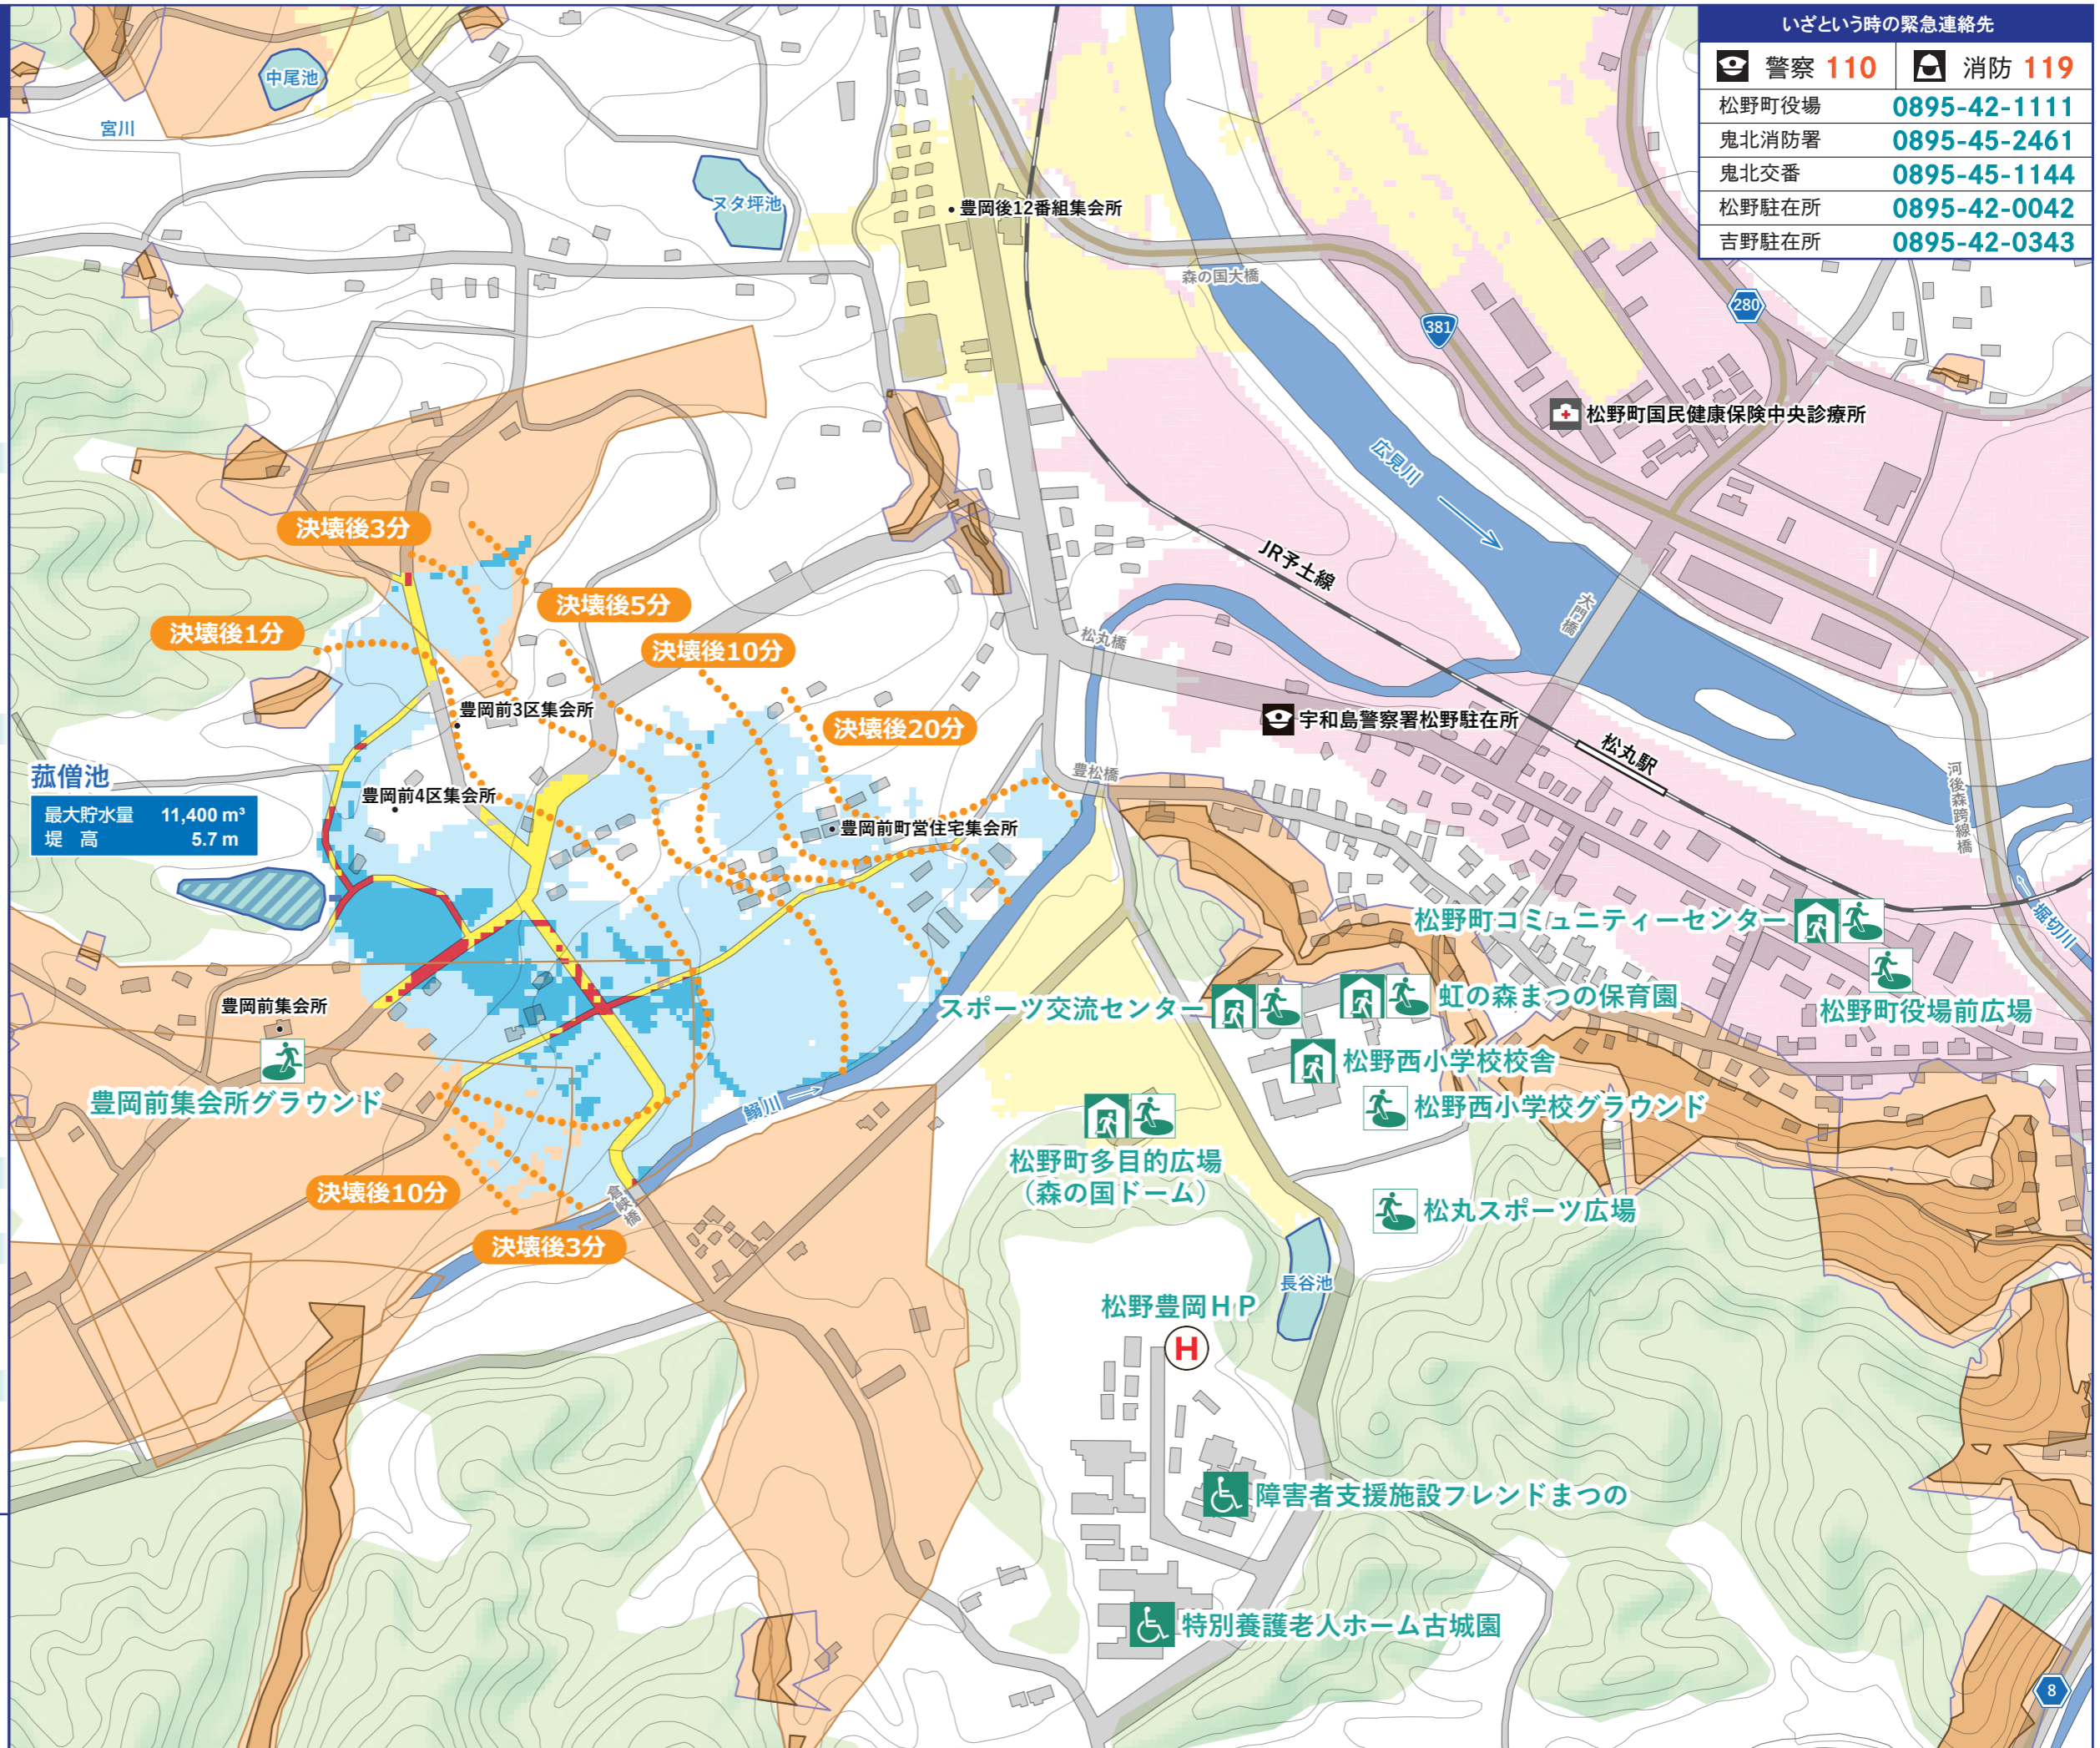 いざという時の緊急連絡先
警察 110 消防 119
松野町役場 0895-42-1111
鬼北消防署 0895-45-2461
鬼北交番 0895-45-1144
松野駐在所 0895-42-0042
吉野駐在所 0895-42-0343
中尾池
宮川
ヌタ坪池
豊岡後12番組集会所
森の国大橋
280
381
松野町国民健康保険中央診療所
広見川
決壊後3分
JR予土線
決壊後5分
大門橋
決壊後1分
松丸橋
決壊後10分
豊岡前3区集会所
宇和島警察署松野駐在所
決壊後20分
松丸駅
菰僧池
最大貯水量 11,400 m³
堤 高 5.7 m
豊松橋
豊岡前4区集会所
河後森跨線橋
豊岡前町営住宅集会所
松野町コミュニティーセンター
堀切川
虹の森まつの保育園
豊岡前集会所
スポーツ交流センター
松野町役場前広場
松野西小学校校舎
豊岡前集会所グラウンド
鰯川
松野西小学校グラウンド
松野町多目的広場
（森の国ドーム）
決壊後10分
倉峡橋
松丸スポーツ広場
決壊後3分
長谷池
松野豊岡HP
H
障害者支援施設フレンドまつの
特別養護老人ホーム古城園
8